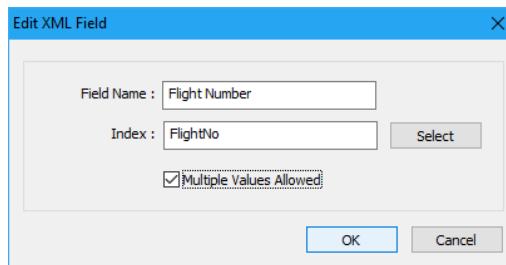 Edit XML Field
Field Name : Flight Number
Index : FlightNo Select
Multiple Values Allowed
OK Cancel